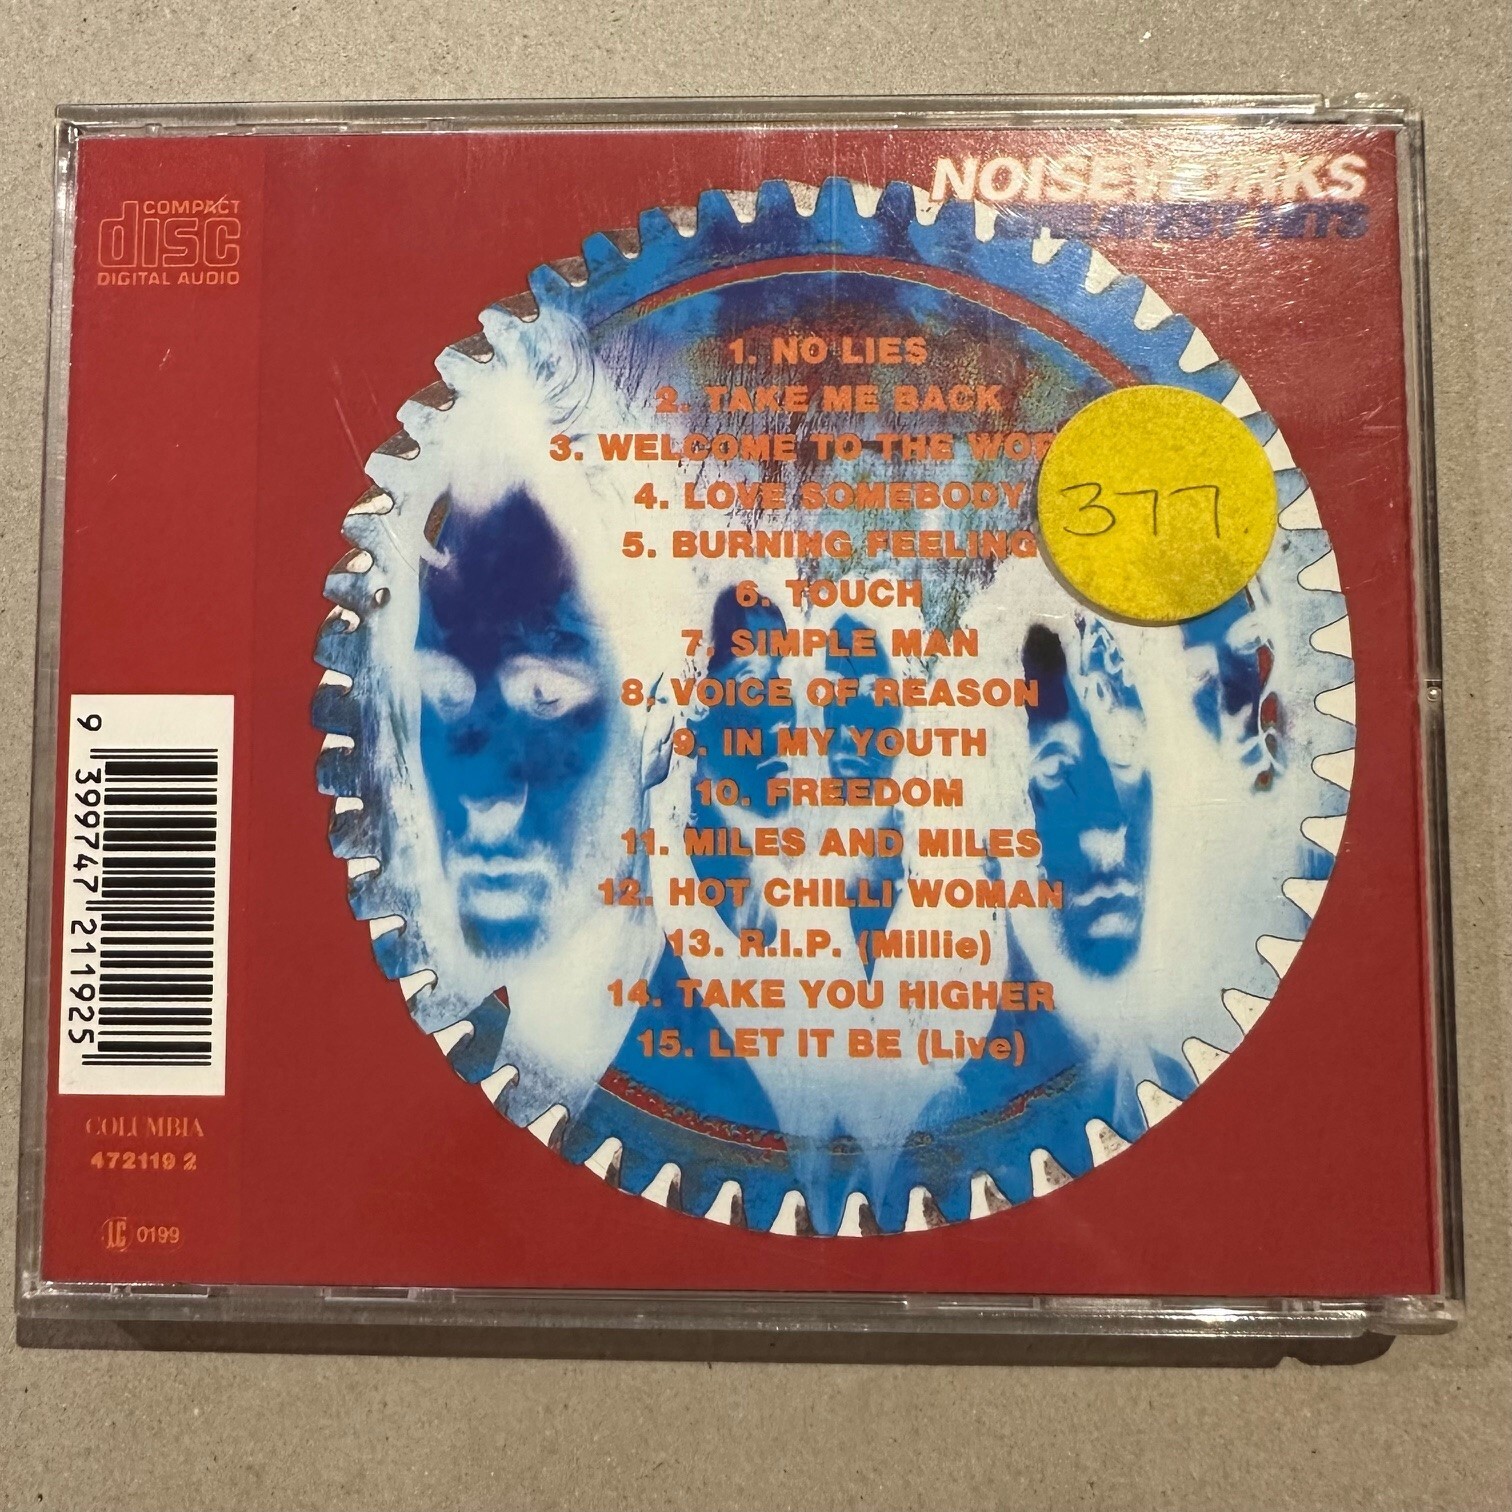 COMPACT
disc
DIGITAL AUDIO
NOISEWORKS
GREATEST HITS
1. NO LIES
2. TAKE ME BACK
3. WELCOME TO THE
4. LOVE SOMEBODY
5. BURNING FEELING
6. TOUCH
7. SIMPLE MAN
8. VOICE OF REASON
9. IN MY YOUTH
10. FREEDOM
11. MILES AND MILES
12. HOT CHILLI WOMAN
13. R.I.P. (Millie)
14. TAKE YOU HIGHER
15. LET IT BE (Live)
377
9 399747 211925
COLUMBIA
472119 2
LC 0199